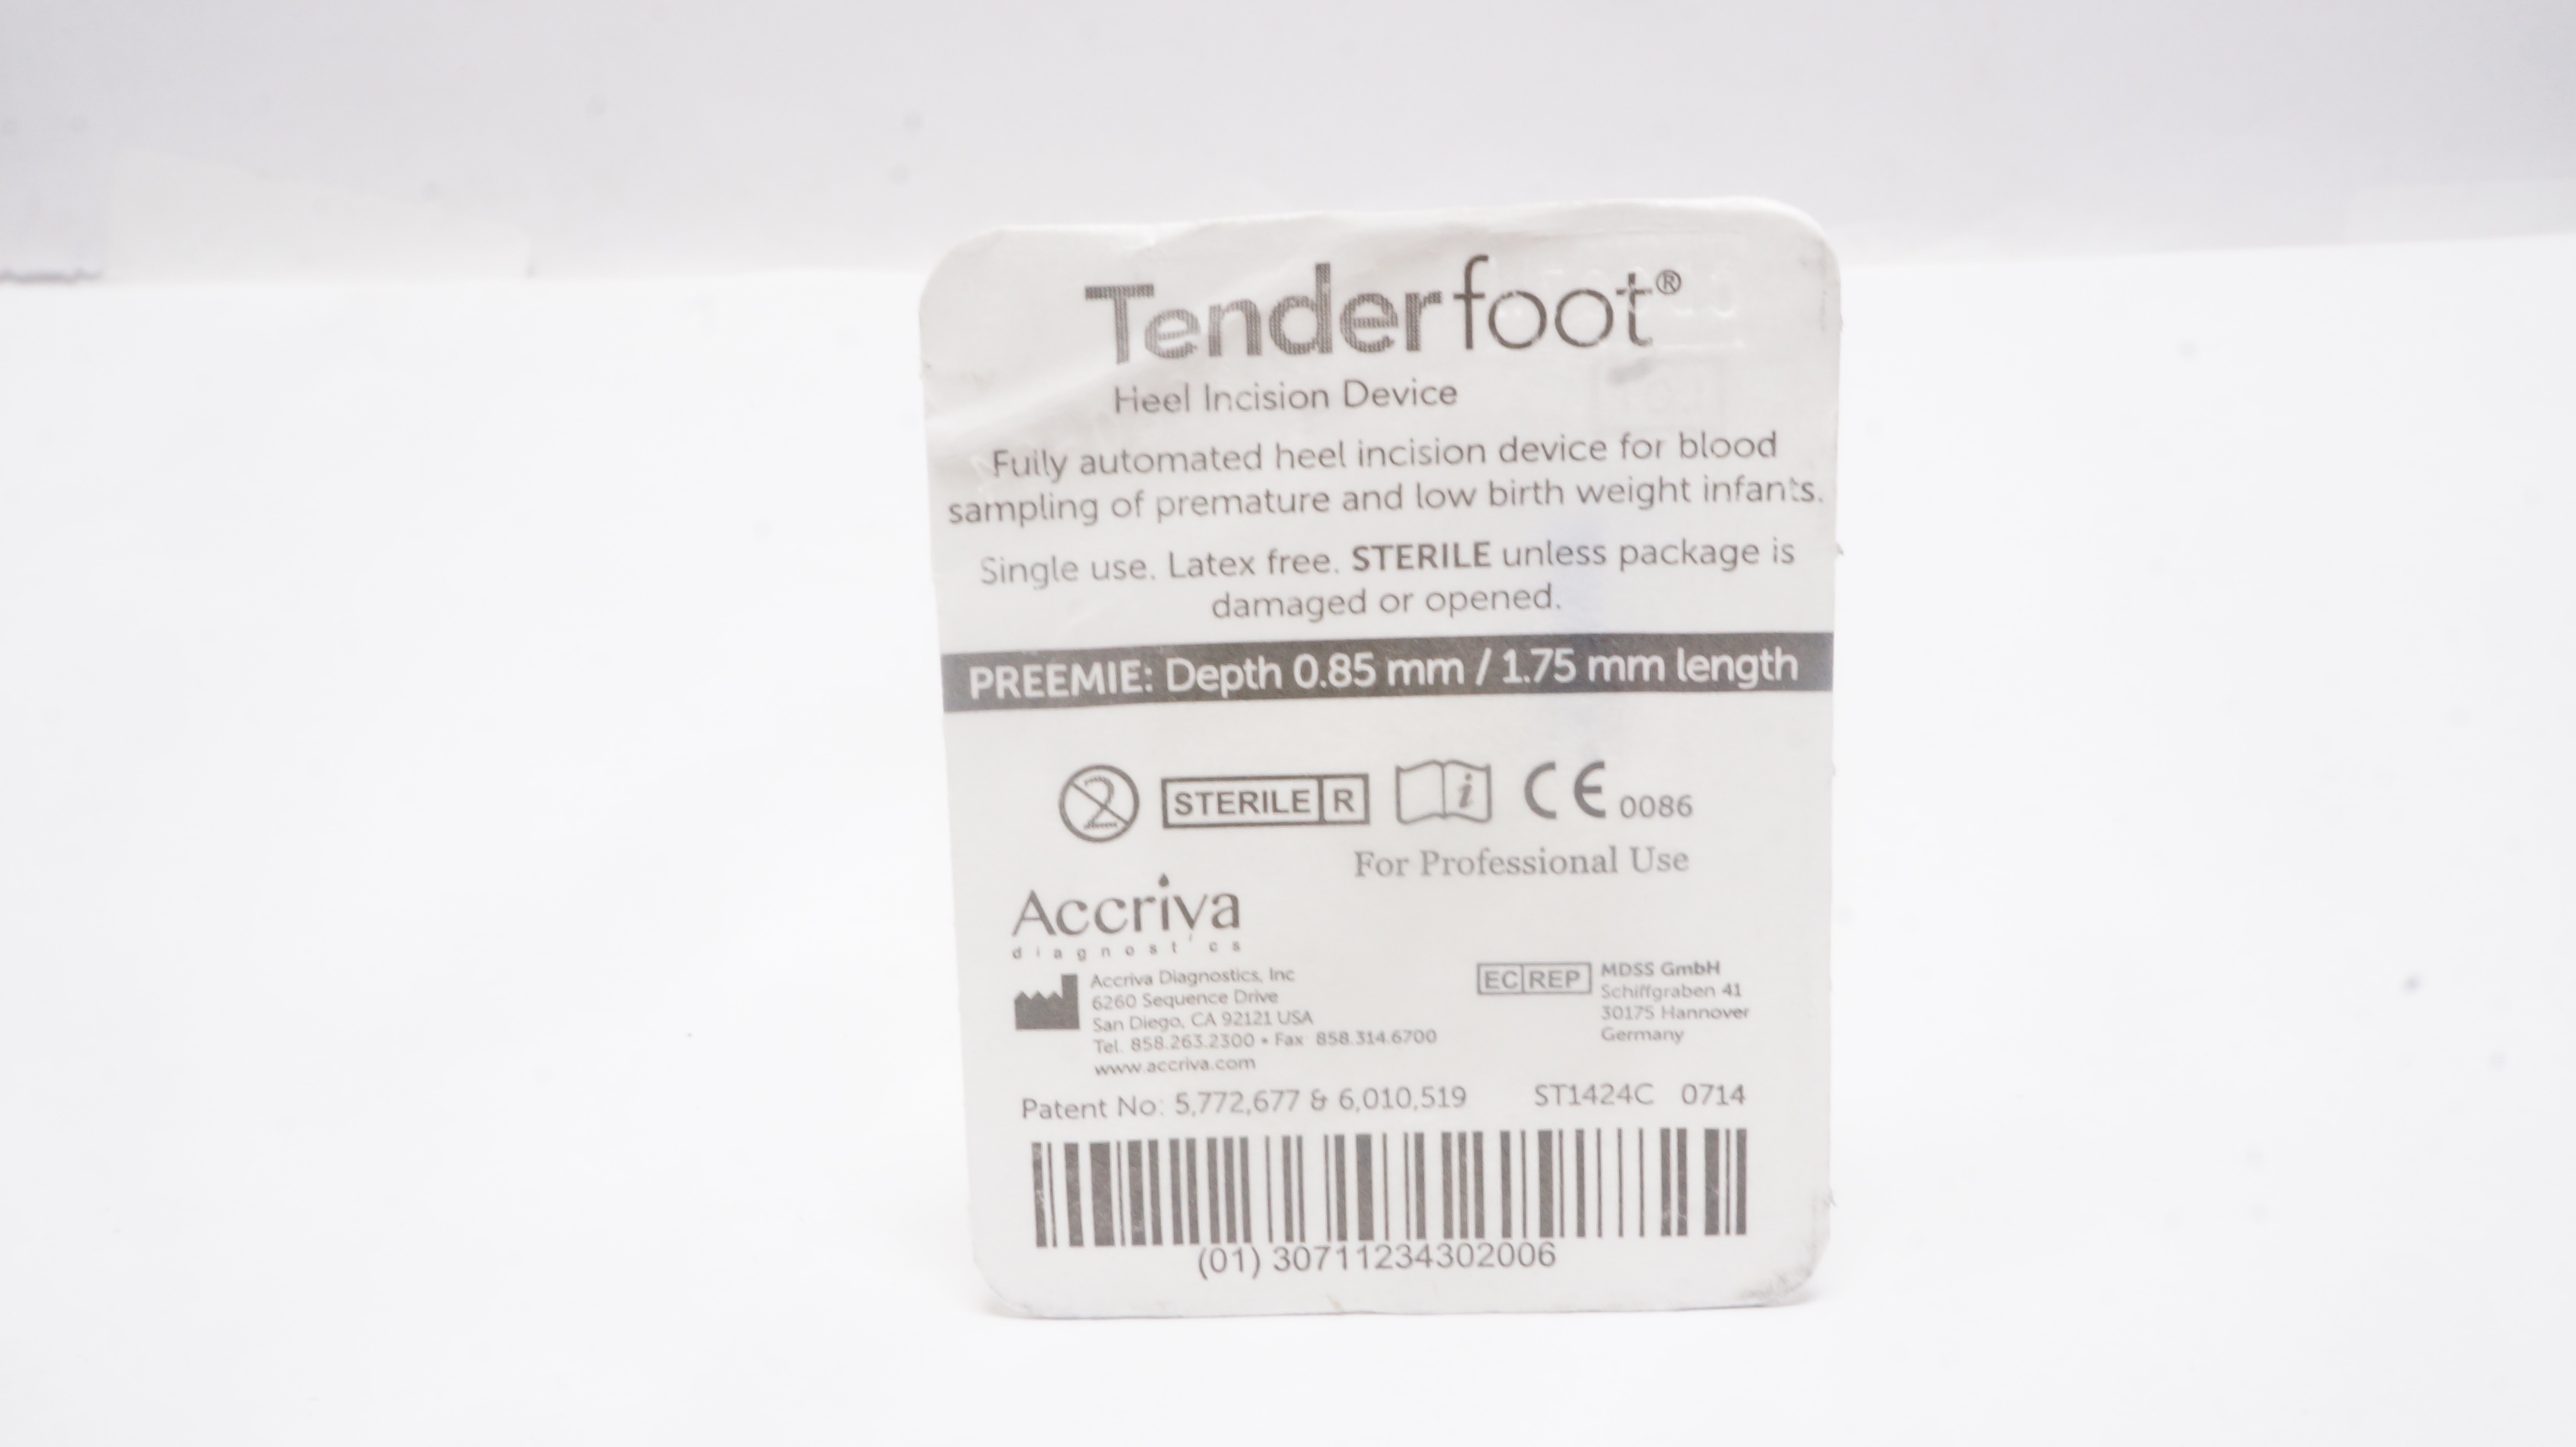 Tenderfoot®
Heel Incision Device
Fully automated heel incision device for blood
sampling of premature and low birth weight infants.
Single use. Latex free. STERILE unless package is
damaged or opened.
PREEMIE: Depth 0.85 mm / 1.75 mm length
2 STERILE R i CE 0086
For Professional Use
Accriva
diagnostics
Accriva Diagnostics, Inc
6260 Sequence Drive
San Diego, CA 92121 USA
Tel. 858.263.2300 • Fax 858.314.6700
www.accriva.com
EC REP MDSS GmbH
Schiffgraben 41
30175 Hannover
Germany
Patent No: 5,772,677 & 6,010,519 ST1424C 0714
(01) 30711234302006